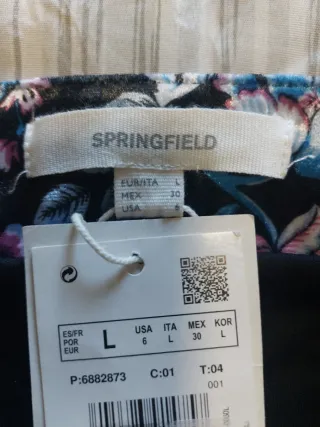 SPRINGFIELD
EUR/ITA L
MEX 30
USA 6
ES/FR POR EUR L USA 6 ITA L MEX 30 KOR L
P:6882873 C:01 T:04
001